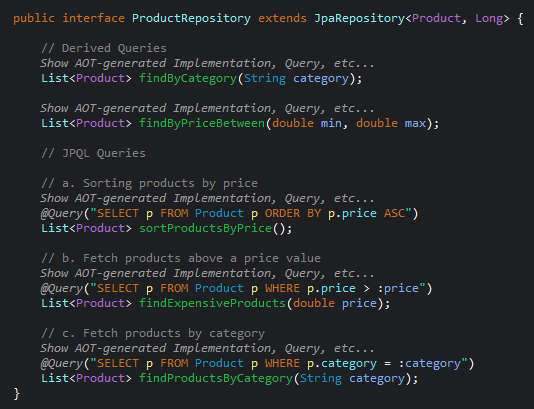 public interface ProductRepository extends JpaRepository<Product, Long> {
// Derived Queries
Show AOT-generated Implementation, Query, etc...
List<Product> findByCategory(String category);
Show AOT-generated Implementation, Query, etc...
List<Product> findByPriceBetween(double min, double max);
// JPQL Queries
// a. Sorting products by price
Show AOT-generated Implementation, Query, etc...
@Query("SELECT p FROM Product p ORDER BY p.price ASC")
List<Product> sortProductsByPrice();
// b. Fetch products above a price value
Show AOT-generated Implementation, Query, etc...
@Query("SELECT p FROM Product p WHERE p.price > :price")
List<Product> findExpensiveProducts(double price);
// c. Fetch products by category
Show AOT-generated Implementation, Query, etc...
@Query("SELECT p FROM Product p WHERE p.category = :category")
List<Product> findProductsByCategory(String category);
}